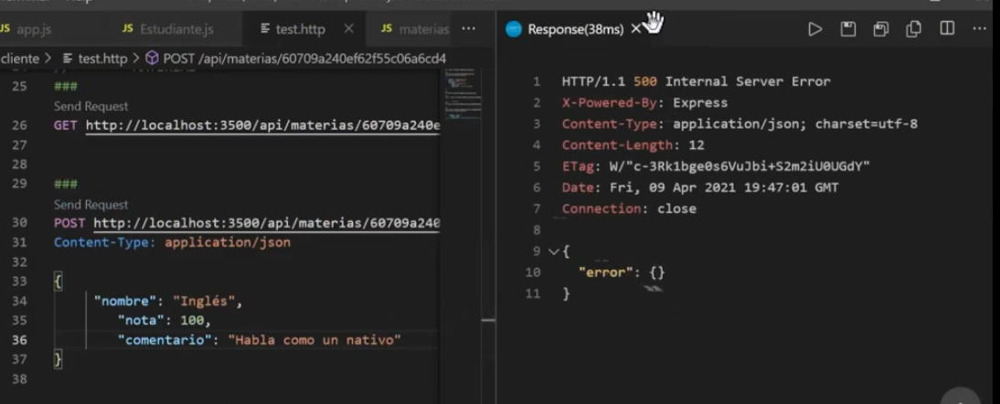 JS app.js
JS Estudiante.js
test.http
JS materias
Response(38ms)
cliente > test.http > POST /api/materias/60709a240ef62f55c06a6cd4
25 ###
Send Request
26 GET http://localhost:3500/api/materias/60709a240e
27
28
29 ###
Send Request
30 POST http://localhost:3500/api/materias/60709a240
31 Content-Type: application/json
32
33 {
34 "nombre": "Inglés",
35 "nota": 100,
36 "comentario": "Habla como un nativo"
37 }
38
1 HTTP/1.1 500 Internal Server Error
2 X-Powered-By: Express
3 Content-Type: application/json; charset=utf-8
4 Content-Length: 12
5 ETag: W/"c-3Rk1bge0s6VuJbi+S2m2iU0UGdY"
6 Date: Fri, 09 Apr 2021 19:47:01 GMT
7 Connection: close
8
9 {
10 "error": {}
11 }